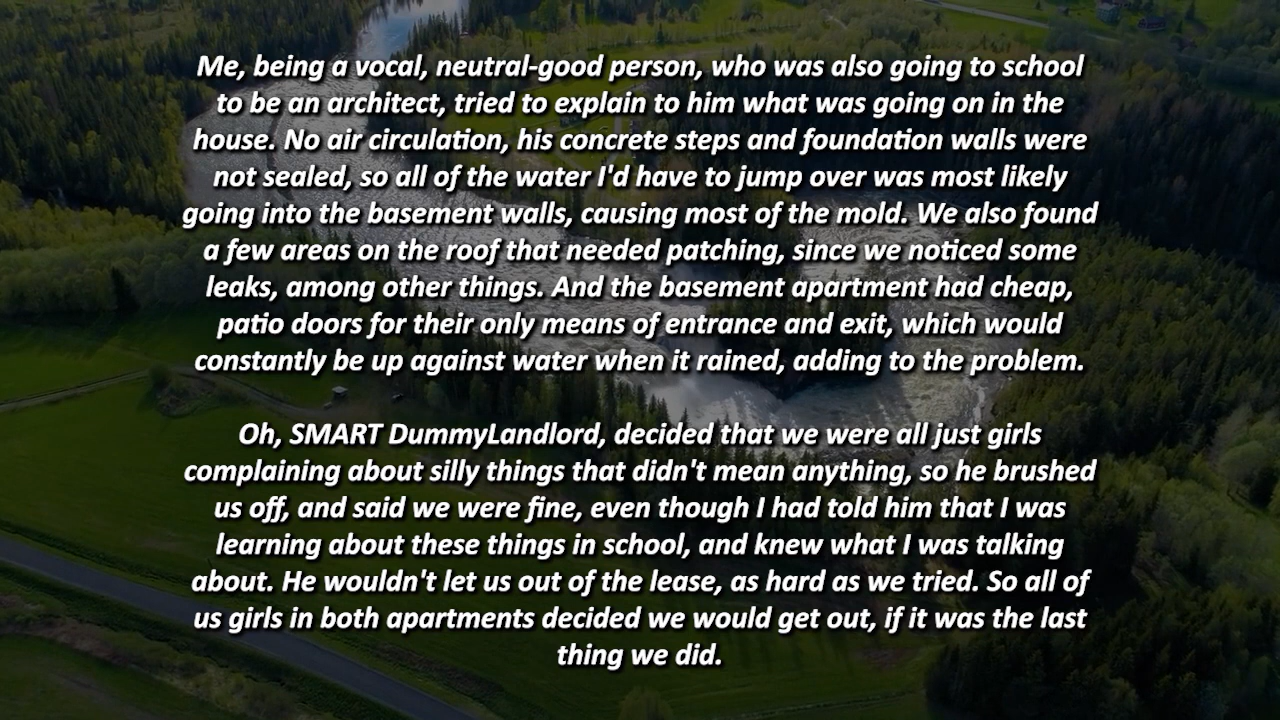 Me, being a vocal, neutral-good person, who was also going to school
to be an architect, tried to explain to him what was going on in the
house. No air circulation, his concrete steps and foundation walls were
not sealed, so all of the water I'd have to jump over was most likely
going into the basement walls, causing most of the mold. We also found
a few areas on the roof that needed patching, since we noticed some
leaks, among other things. And the basement apartment had cheap,
patio doors for their only means of entrance and exit, which would
constantly be up against water when it rained, adding to the problem.
Oh, SMART DummyLandlord, decided that we were all just girls
complaining about silly things that didn't mean anything, so he brushed
us off, and said we were fine, even though I had told him that I was
learning about these things in school, and knew what I was talking
about. He wouldn't let us out of the lease, as hard as we tried. So all of
us girls in both apartments decided we would get out, if it was the last
thing we did.